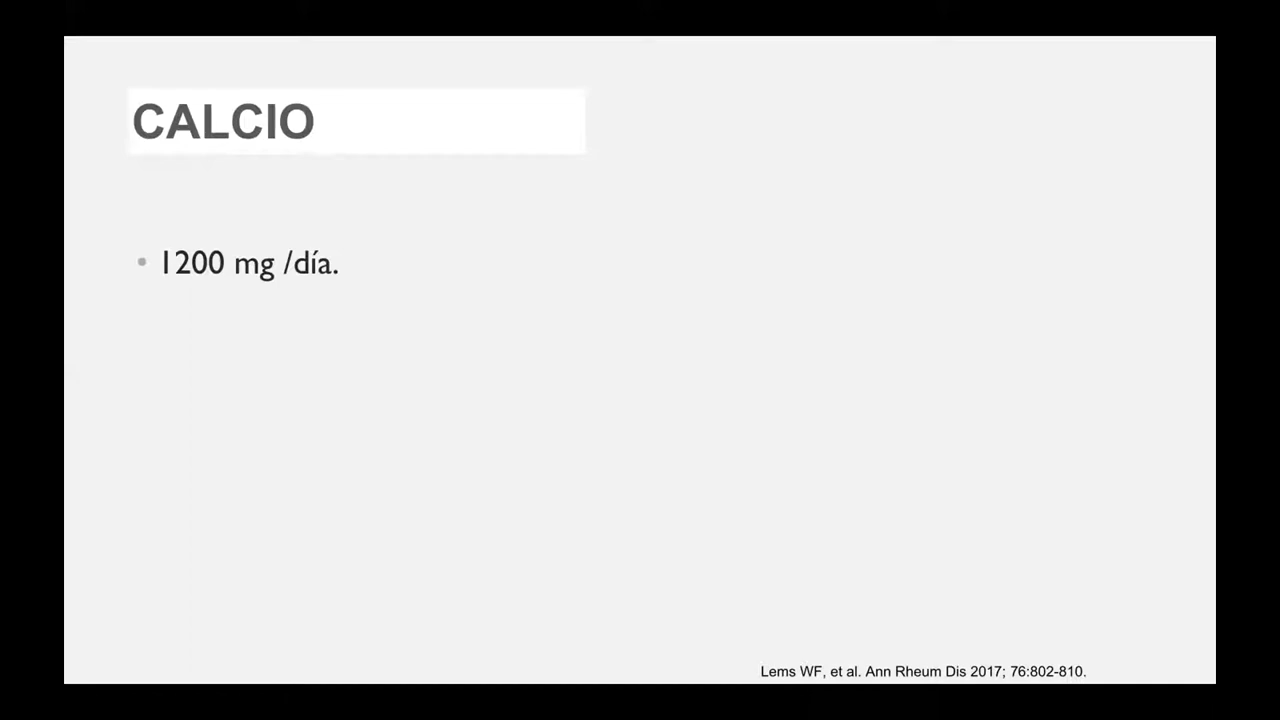 CALCIO
• 1200 mg /día.
Lems WF, et al. Ann Rheum Dis 2017; 76:802-810.